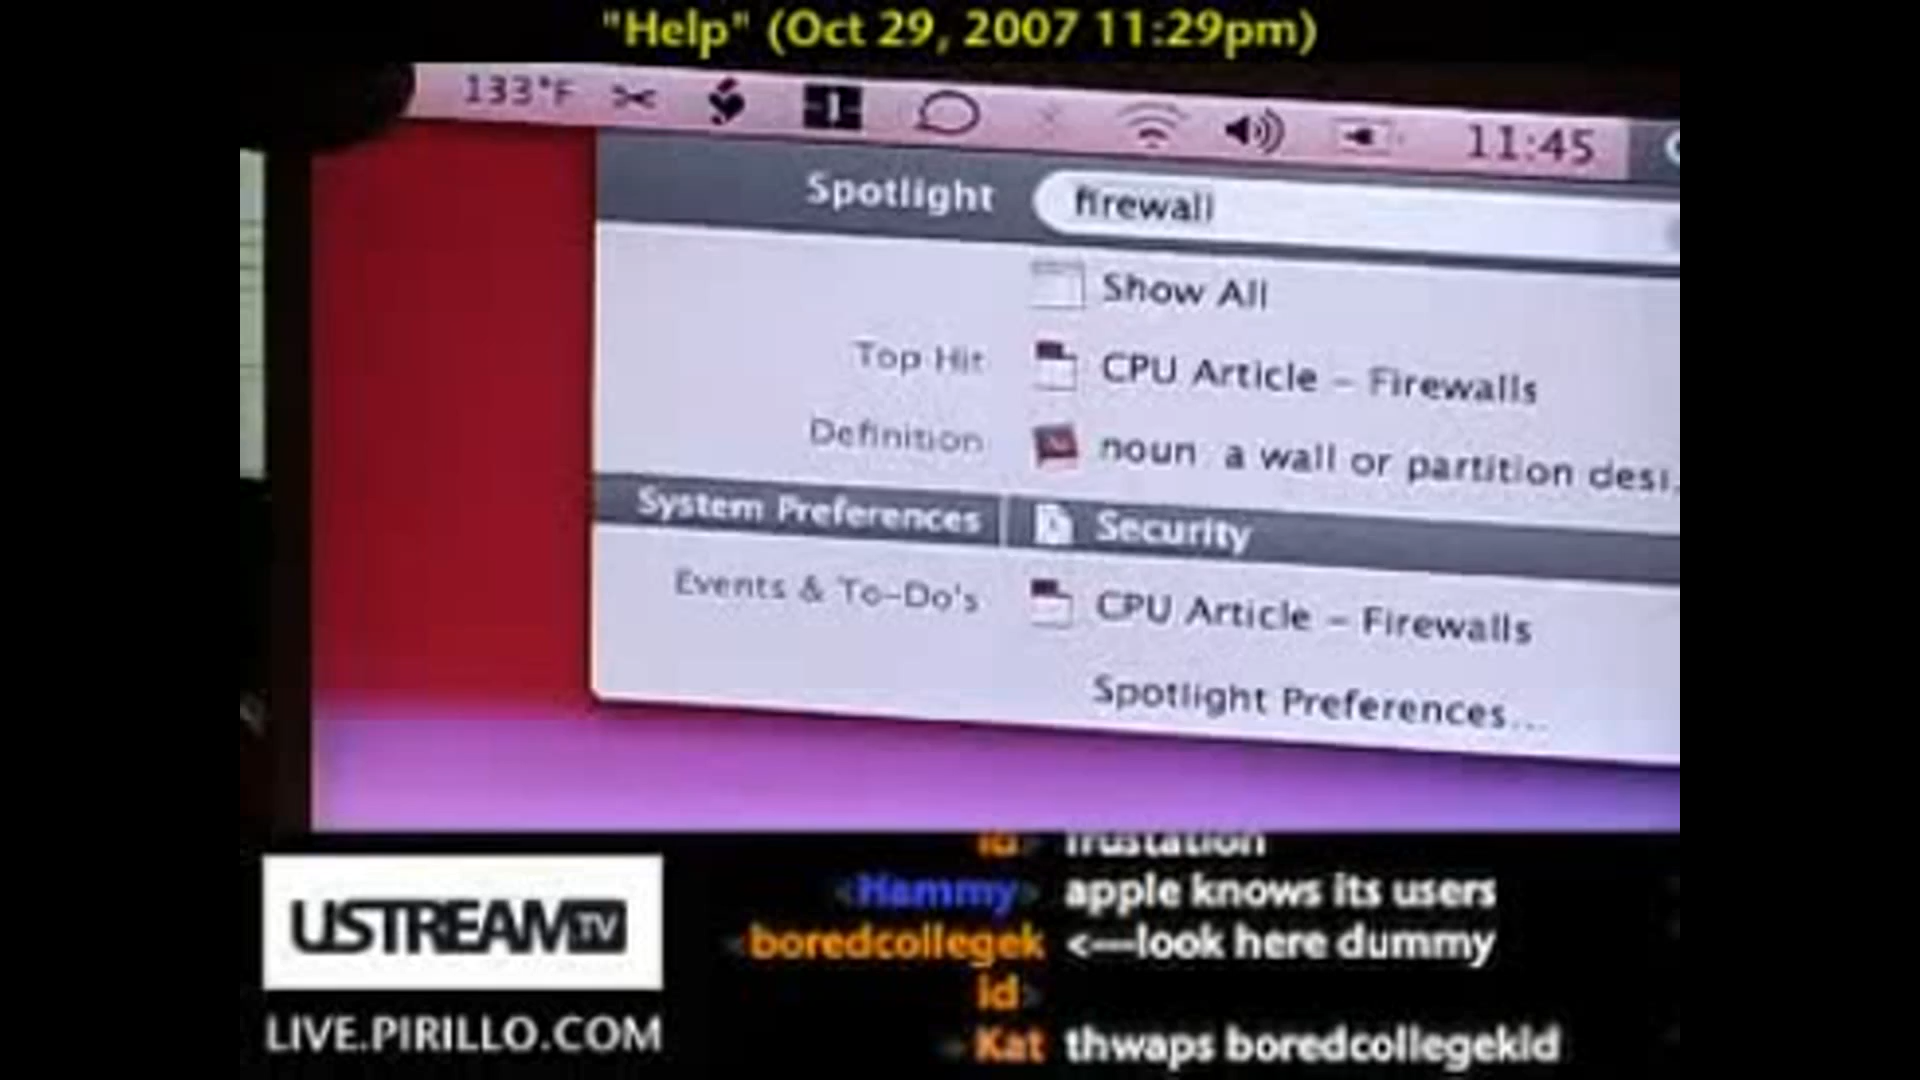 "Help" (Oct 29, 2007 11:29pm)
133°F 11:45
Spotlight firewall
Show All
Top Hit CPU Article – Firewalls
Definition noun a wall or partition desi...
System Preferences Security
Events & To-Do's CPU Article – Firewalls
Spotlight Preferences...
id> frustation
<Hammy> apple knows its users
<boredcollegek <---look here dummy
id>
Kat thwaps boredcollegekid
USTREAM TV
LIVE.PIRILLO.COM